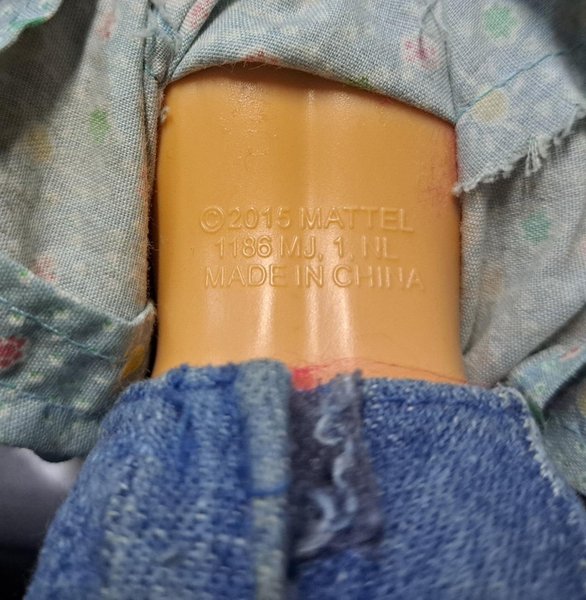 ©2015 MATTEL
1186 MJ, 1, NL
MADE IN CHINA